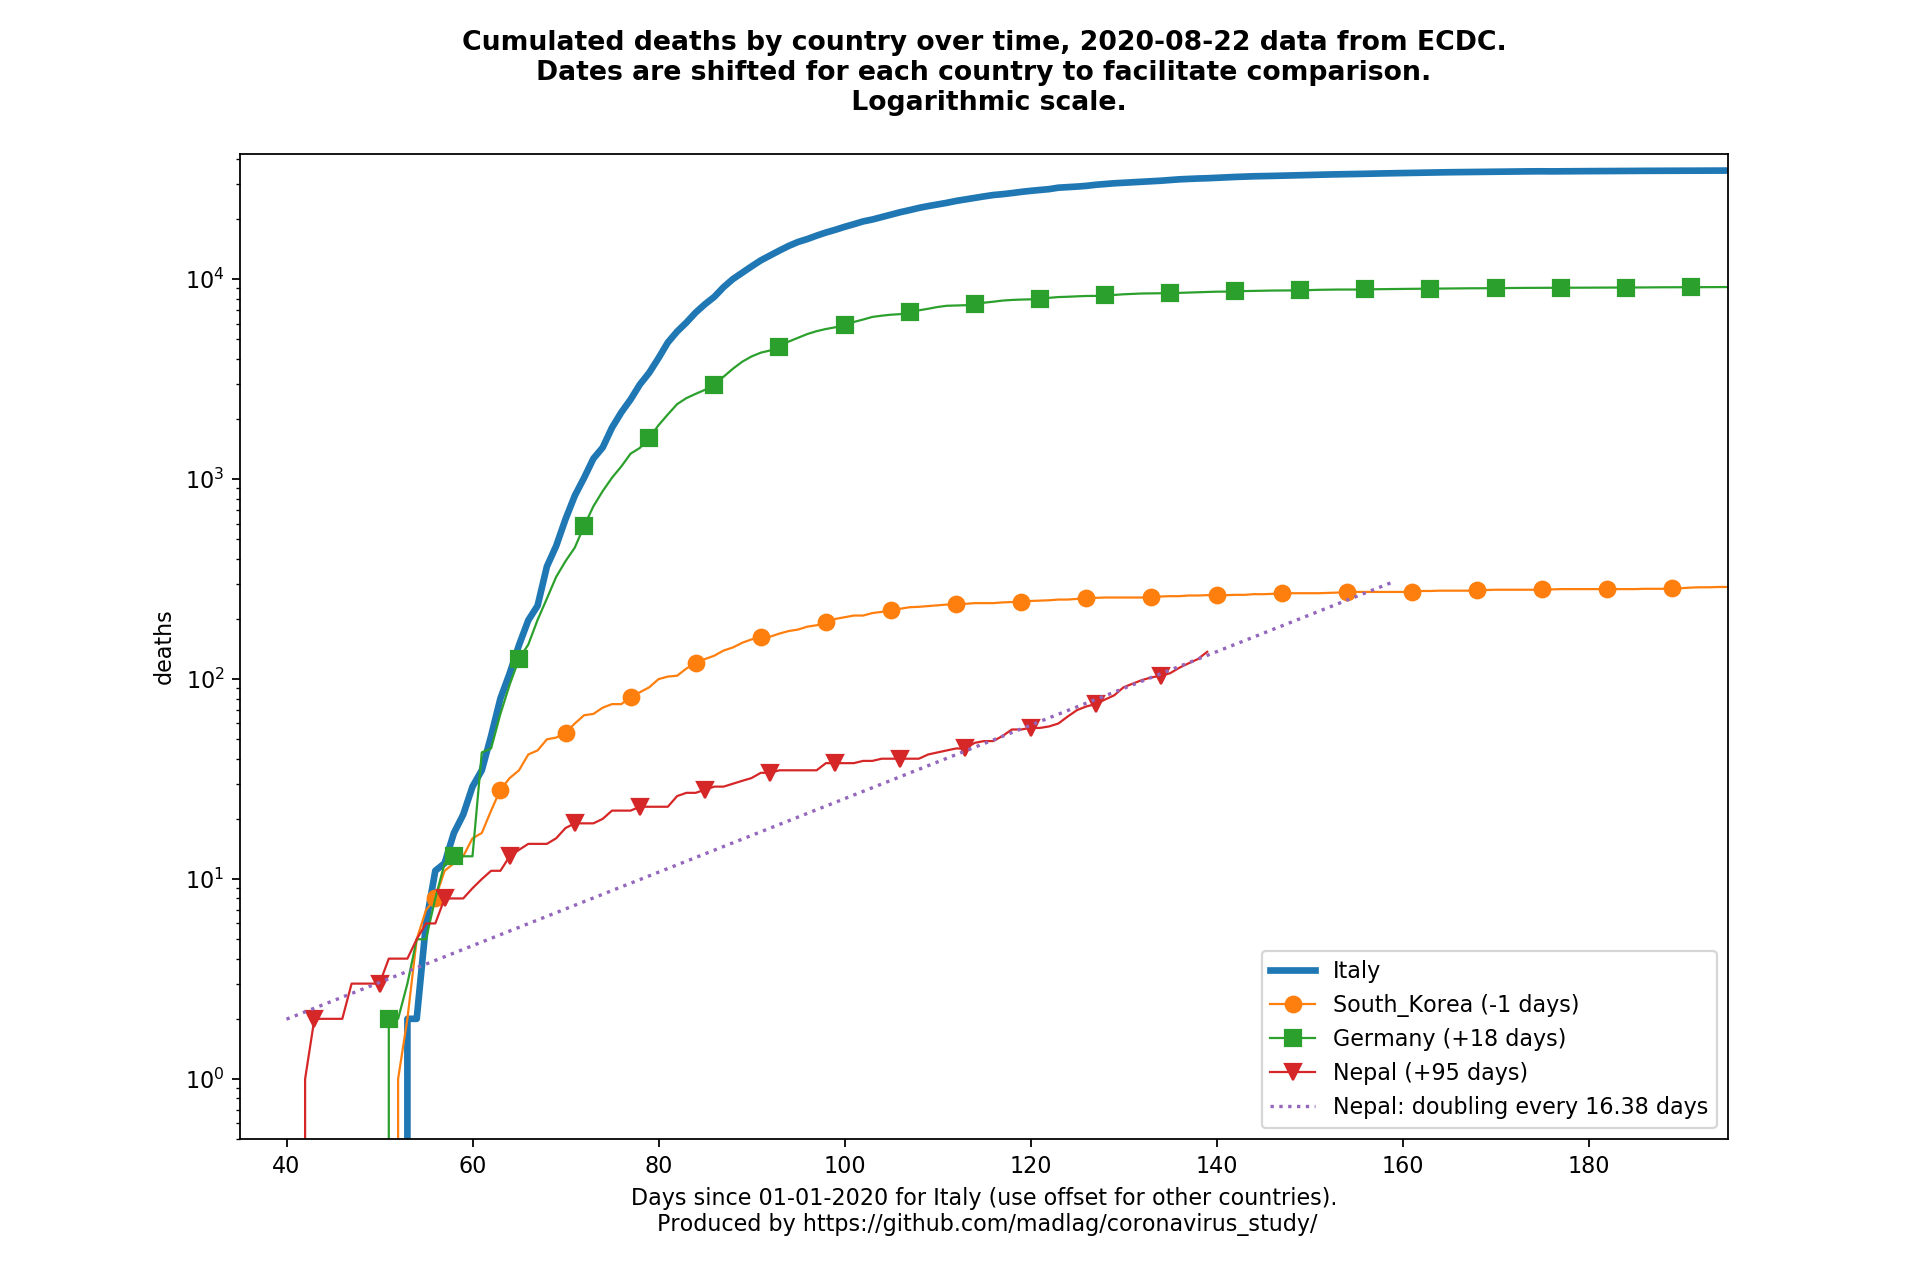 Cumulated deaths by country over time, 2020-08-22 data from ECDC.
Dates are shifted for each country to facilitate comparison.
Logarithmic scale.
deaths
10^4
10^3
10^2
10^1
10^0
40 60 80 100 120 140 160 180
Italy
South_Korea (-1 days)
Germany (+18 days)
Nepal (+95 days)
Nepal: doubling every 16.38 days
Days since 01-01-2020 for Italy (use offset for other countries).
Produced by https://github.com/madlag/coronavirus_study/